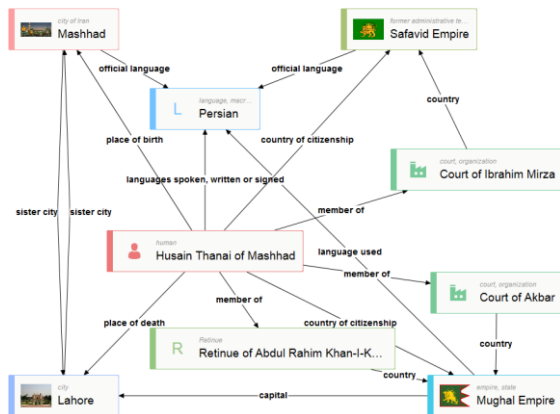 city of Iran
Mashhad
former administrative te...
Safavid Empire
official language
official language
L
language, macr...
Persian
country
place of birth
country of citizenship
court, organization
Court of Ibrahim Mirza
languages spoken, written or signed
sister city
sister city
member of
human
Husain Thanai of Mashhad
language used
member of
court, organization
Court of Akbar
member of
place of death
country of citizenship
R
Retinue
Retinue of Abdul Rahim Khan-I-K...
country
country
city
Lahore
capital
empire, state
Mughal Empire